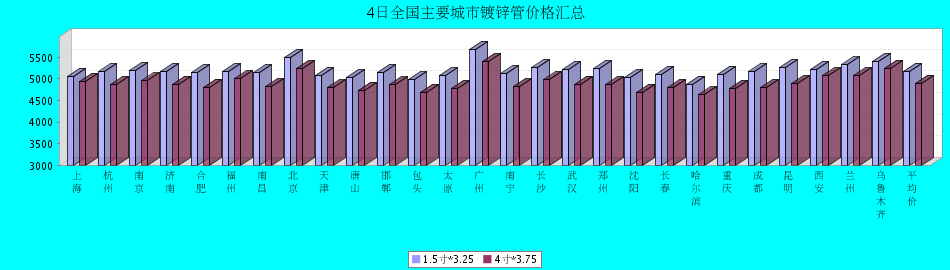 4日全国主要城市镀锌管价格汇总
5500
5000
4500
4000
3500
3000
上海
杭州
南京
济南
合肥
福州
南昌
北京
天津
唐山
邯郸
包头
太原
广州
南宁
长沙
武汉
郑州
沈阳
长春
哈尔滨
重庆
成都
昆明
西安
兰州
乌鲁木齐
平均价
1.5寸*3.25
4寸*3.75